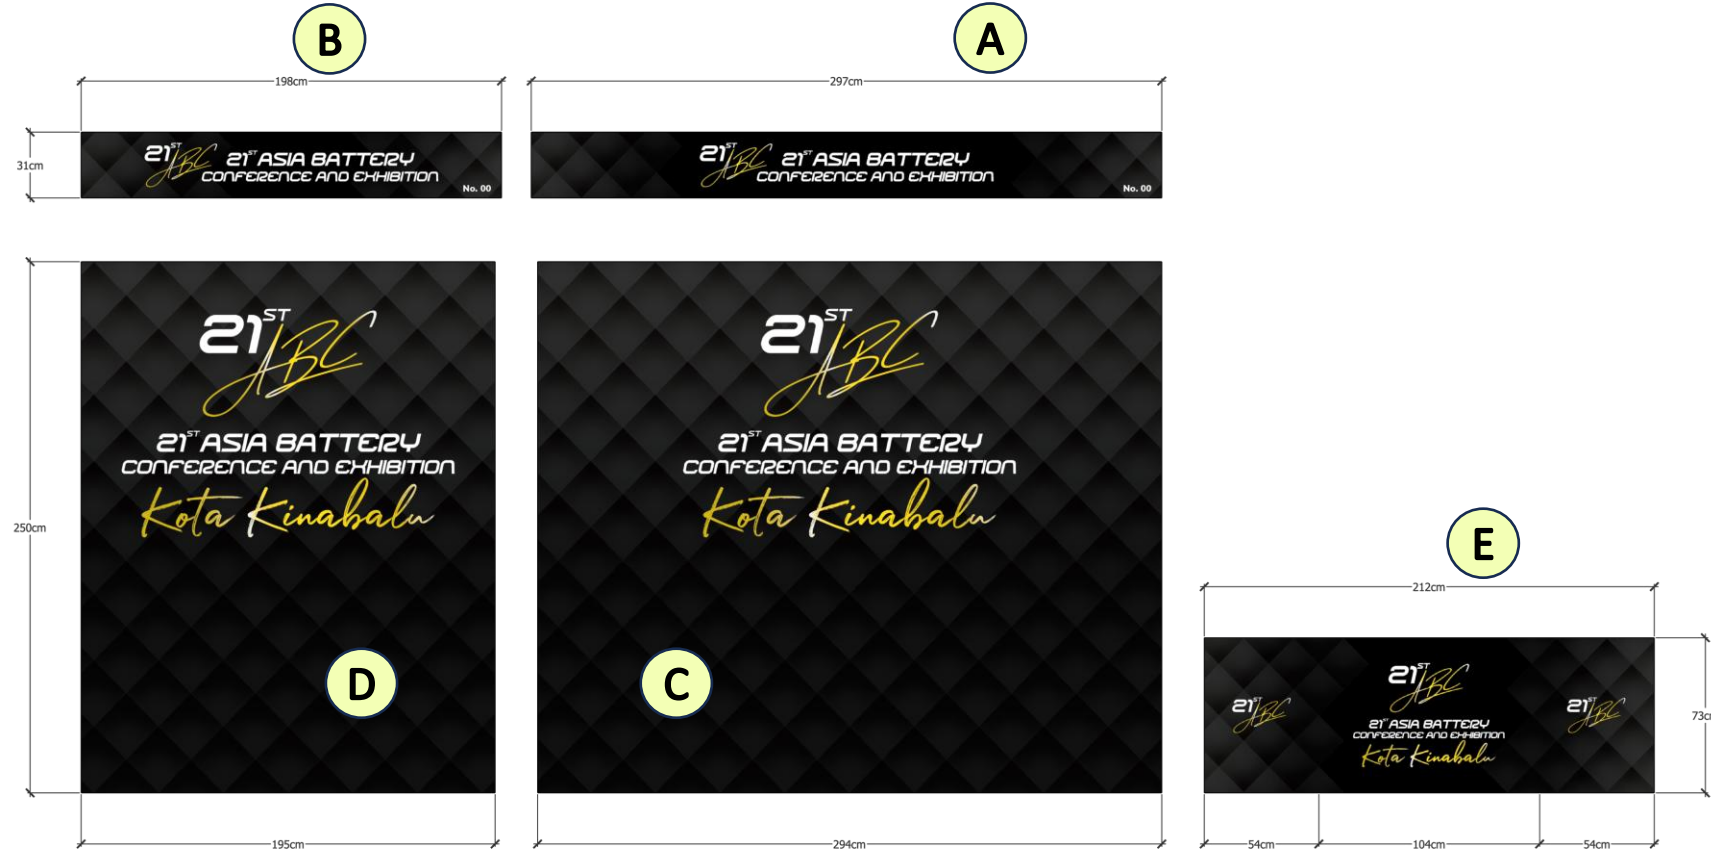 B
A
198cm
297cm
31cm
21ST ABC 21ST ASIA BATTERY
CONFERENCE AND EXHIBITION
No. 00
21ST ABC 21ST ASIA BATTERY
CONFERENCE AND EXHIBITION
No. 00
250cm
21ST
ABC
21ST ASIA BATTERY
CONFERENCE AND EXHIBITION
Kota Kinabalu
D
195cm
21ST
ABC
21ST ASIA BATTERY
CONFERENCE AND EXHIBITION
Kota Kinabalu
C
294cm
E
212cm
21ST ABC
21ST ABC
21ST ASIA BATTERY
CONFERENCE AND EXHIBITION
Kota Kinabalu
21ST ABC
54cm
104cm
54cm